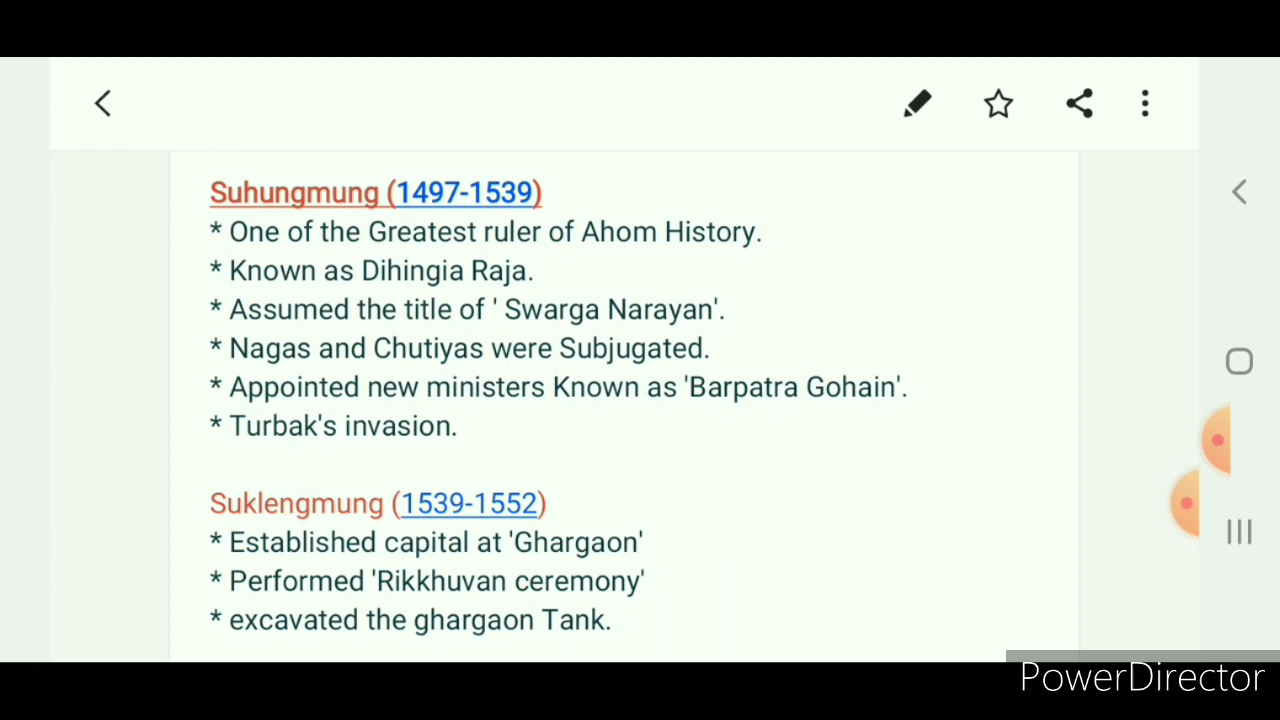 Suhungmung (1497-1539)
* One of the Greatest ruler of Ahom History.
* Known as Dihingia Raja.
* Assumed the title of ' Swarga Narayan'.
* Nagas and Chutiyas were Subjugated.
* Appointed new ministers Known as 'Barpatra Gohain'.
* Turbak's invasion.
Suklengmung (1539-1552)
* Established capital at 'Ghargaon'
* Performed 'Rikkhuvan ceremony'
* excavated the ghargaon Tank.
PowerDirector